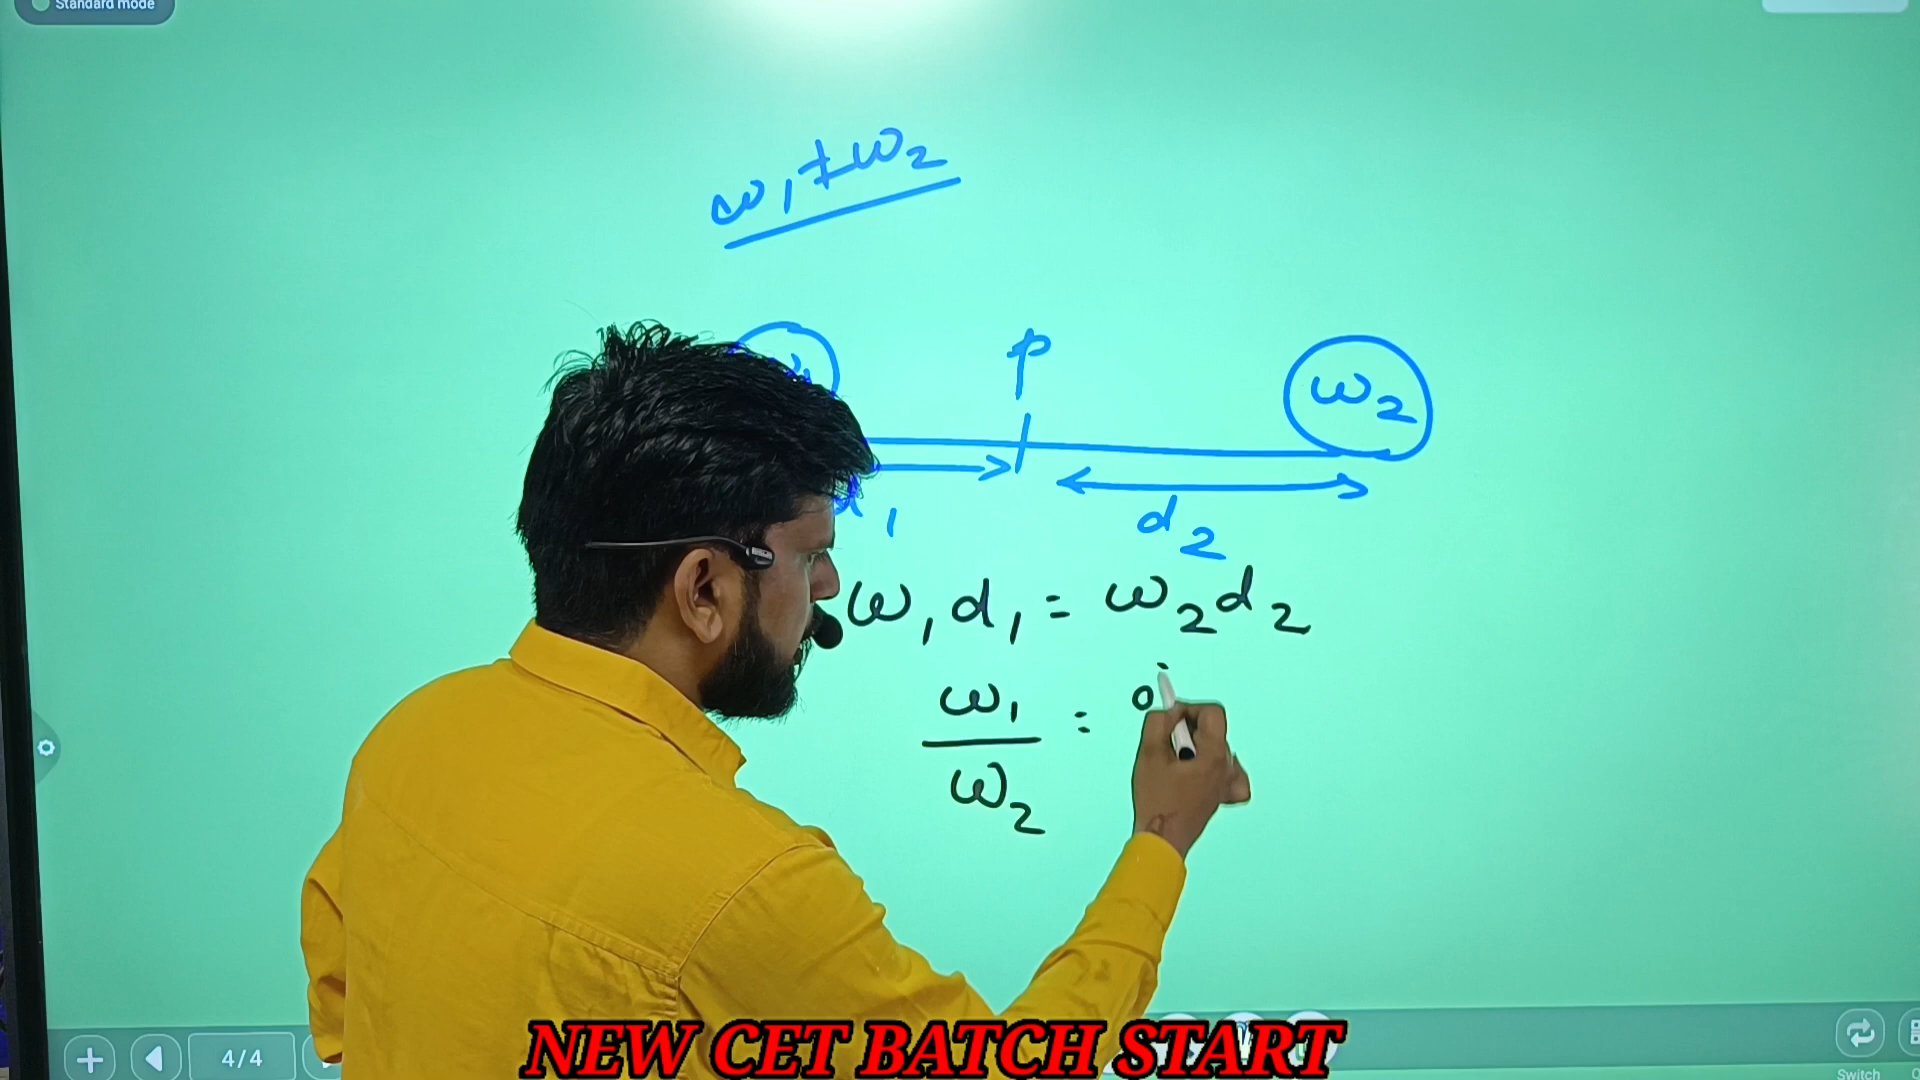 Standard mode
ω₁ ≠ ω₂
P
ω₂
d₁
d₂
ω₁d₁ = ω₂d₂
ω₁/ω₂ =
4/4
NEW CET BATCH START
Switch